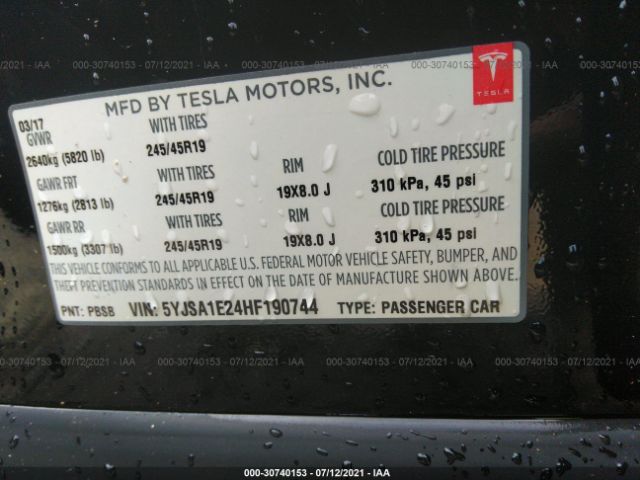 MFD BY TESLA MOTORS, INC.
TESLA
03/17
GVWR WITH TIRES
2640kg (5820 lb) 245/45R19
GAWR FRT WITH TIRES RIM COLD TIRE PRESSURE
1276kg (2813 lb) 245/45R19 19X8.0 J 310 kPa, 45 psi
GAWR RR WITH TIRES RIM COLD TIRE PRESSURE
1500kg (3307 lb) 245/45R19 19X8.0 J 310 kPa, 45 psi
THIS VEHICLE CONFORMS TO ALL APPLICABLE U.S. FEDERAL MOTOR VEHICLE SAFETY, BUMPER, AND
THEFT PREVENTION STANDARDS IN EFFECT ON THE DATE OF MANUFACTURE SHOWN ABOVE.
PNT: PBSB VIN: 5YJSA1E24HF190744 TYPE: PASSENGER CAR
000-30740153 - 07/12/2021 - IAA